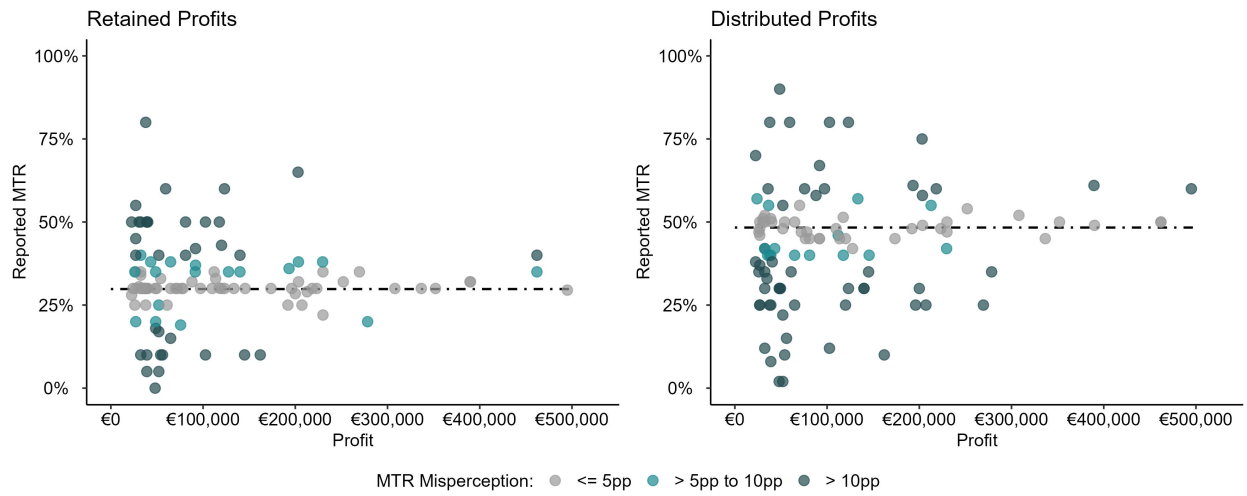 Retained Profits
100%
75%
50%
25%
0%
Reported MTR
€0 €100,000 €200,000 €300,000 €400,000 €500,000
Profit
Distributed Profits
100%
75%
50%
25%
0%
Reported MTR
€0 €100,000 €200,000 €300,000 €400,000 €500,000
Profit
MTR Misperception: <= 5pp > 5pp to 10pp > 10pp